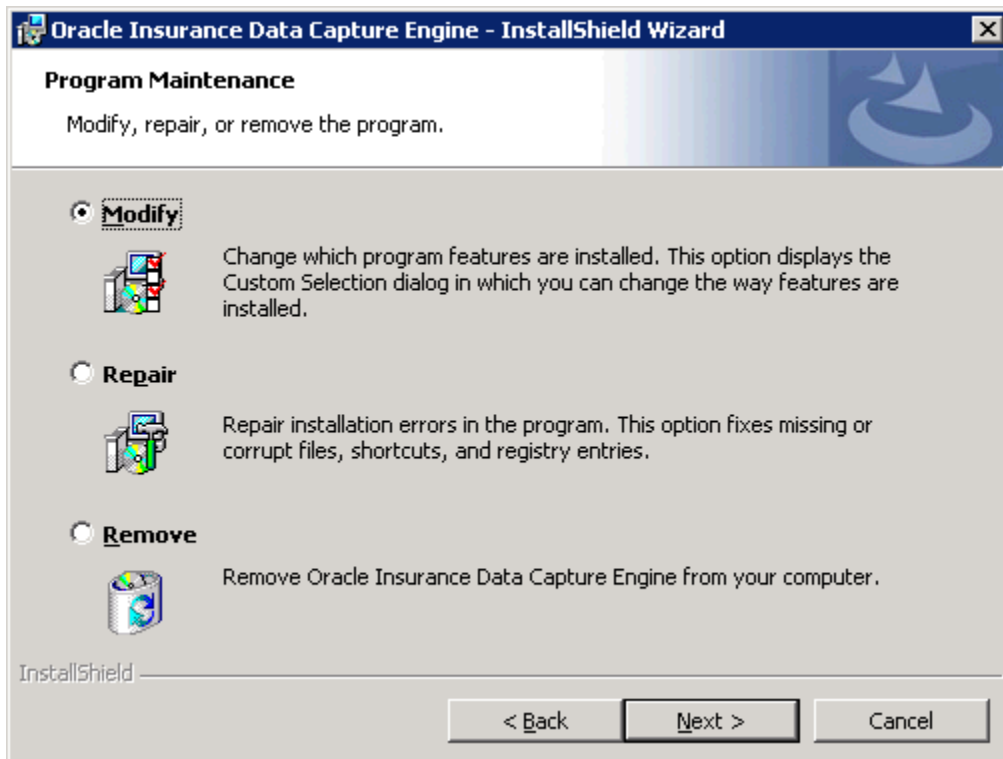 Oracle Insurance Data Capture Engine - InstallShield Wizard
Program Maintenance
Modify, repair, or remove the program.
Modify
Change which program features are installed. This option displays the
Custom Selection dialog in which you can change the way features are
installed.
Repair
Repair installation errors in the program. This option fixes missing or
corrupt files, shortcuts, and registry entries.
Remove
Remove Oracle Insurance Data Capture Engine from your computer.
InstallShield
< Back
Next >
Cancel